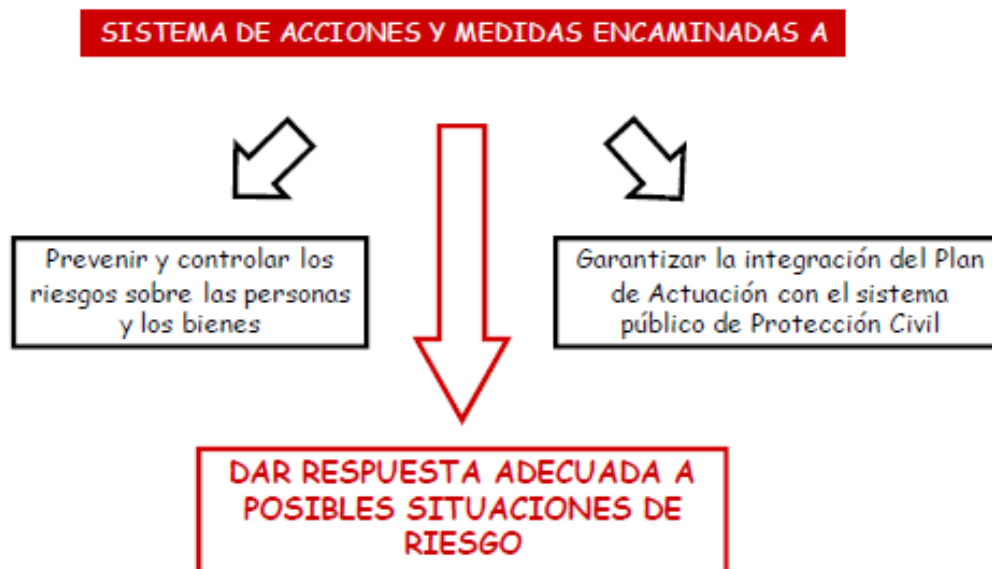 SISTEMA DE ACCIONES Y MEDIDAS ENCAMINADAS A
Prevenir y controlar los
riesgos sobre las personas
y los bienes
Garantizar la integración del Plan
de Actuación con el sistema
público de Protección Civil
DAR RESPUESTA ADECUADA A
POSIBLES SITUACIONES DE
RIESGO